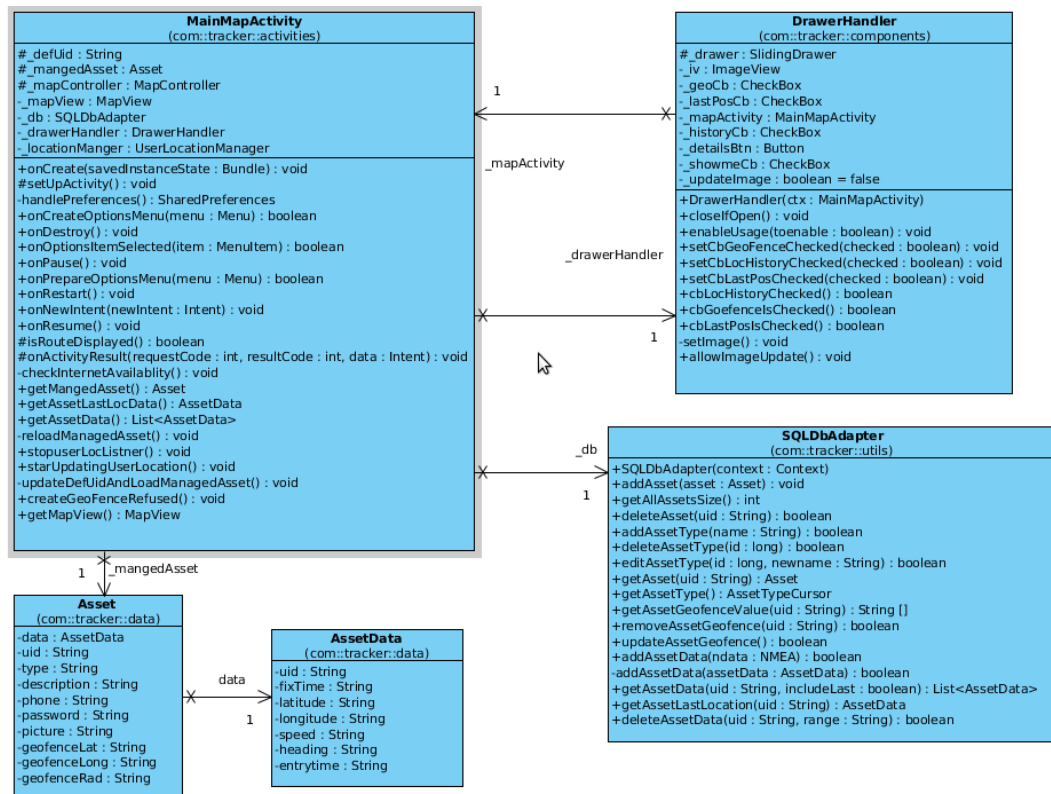 MainMapActivity
(com::tracker::activities)
#_defUid : String
#_mangedAsset : Asset
#_mapController : MapController
-_mapView : MapView
-_db : SQLDbAdapter
-_drawerHandler : DrawerHandler
-_locationManger : UserLocationManager
+onCreate(savedInstanceState : Bundle) : void
#setUpActivity() : void
-handlePreferences() : SharedPreferences
+onCreateOptionsMenu(menu : Menu) : boolean
+onDestroy() : void
+onOptionsItemSelected(item : MenuItem) : boolean
+onPause() : void
+onPrepareOptionsMenu(menu : Menu) : boolean
+onRestart() : void
+onNewIntent(newIntent : Intent) : void
+onResume() : void
#isRouteDisplayed() : boolean
#onActivityResult(requestCode : int, resultCode : int, data : Intent) : void
-checkInternetAvailablity() : void
+getMangedAsset() : Asset
+getAssetLastLocData() : AssetData
+getAssetData() : List<AssetData>
-reloadManagedAsset() : void
+stopuserLocListner() : void
+starUpdatingUserLocation() : void
-updateDefUidAndLoadManagedAsset() : void
+createGeoFenceRefused() : void
+getMapView() : MapView
1
_mapActivity
_drawerHandler
1
DrawerHandler
(com::tracker::components)
#_drawer : SlidingDrawer
-_iv : ImageView
-_geoCb : CheckBox
-_lastPosCb : CheckBox
-_mapActivity : MainMapActivity
-_historyCb : CheckBox
-_detailsBtn : Button
-_showmeCb : CheckBox
-_updateImage : boolean = false
+DrawerHandler(ctx : MainMapActivity)
+closeIfOpen() : void
+enableUsage(toenable : boolean) : void
+setCbGeoFenceChecked(checked : boolean) : void
+setCbLocHistoryChecked(checked : boolean) : void
+setCbLastPosChecked(checked : boolean) : void
+cbLocHistoryChecked() : boolean
+cbGoefenceIsChecked() : boolean
+cbLastPosIsChecked() : boolean
-setImage() : void
+allowImageUpdate() : void
_db
1
SQLDbAdapter
(com::tracker::utils)
+SQLDbAdapter(context : Context)
+addAsset(asset : Asset) : void
+getAllAssetsSize() : int
+deleteAsset(uid : String) : boolean
+addAssetType(name : String) : boolean
+deleteAssetType(id : long) : boolean
+editAssetType(id : long, newname : String) : boolean
+getAsset(uid : String) : Asset
+getAssetType() : AssetTypeCursor
+getAssetGeofenceValue(uid : String) : String []
+removeAssetGeofence(uid : String) : boolean
+updateAssetGeofence() : boolean
+addAssetData(ndata : NMEA) : boolean
-addAssetData(assetData : AssetData) : boolean
+getAssetData(uid : String, includeLast : boolean) : List<AssetData>
+getAssetLastLocation(uid : String) : AssetData
+deleteAssetData(uid : String, range : String) : boolean
1
_mangedAsset
Asset
(com::tracker::data)
-data : AssetData
-uid : String
-type : String
-description : String
-phone : String
-password : String
-picture : String
-geofenceLat : String
-geofenceLong : String
-geofenceRad : String
data
1
AssetData
(com::tracker::data)
-uid : String
-fixTime : String
-latitude : String
-longitude : String
-speed : String
-heading : String
-entrytime : String